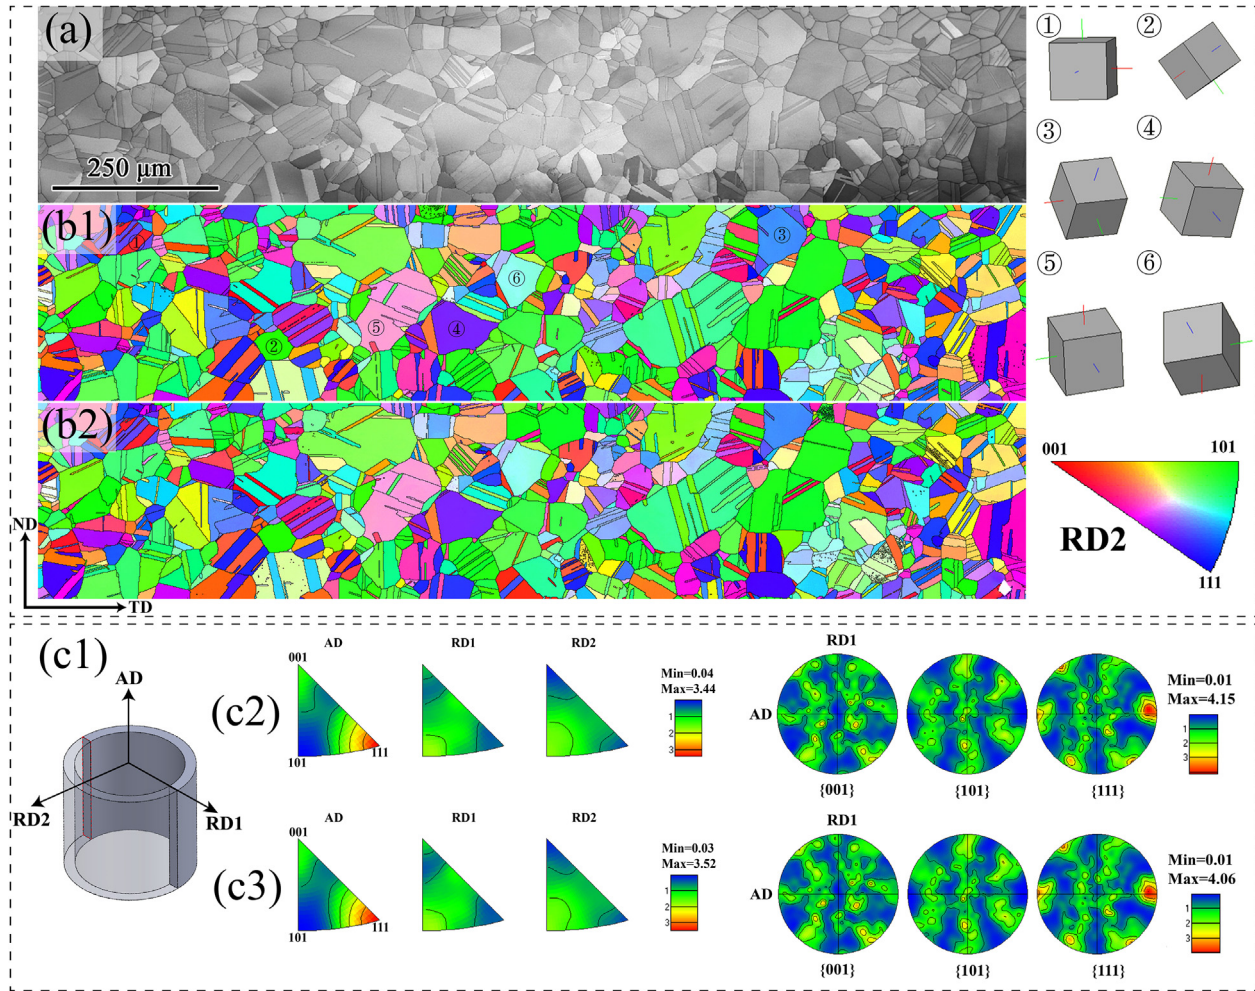 (a)
250 μm
(b1)
①
②
③
④
⑤
⑥
(b2)
ND
TD
①
②
③
④
⑤
⑥
001
101
RD2
111
(c1)
AD
RD2
RD1
(c2)
AD
RD1
RD2
001
101
111
Min=0.04
Max=3.44
1
2
3
RD1
AD
{001}
{101}
{111}
Min=0.01
Max=4.15
1
2
3
(c3)
AD
RD1
RD2
001
101
111
Min=0.03
Max=3.52
1
2
3
RD1
AD
{001}
{101}
{111}
Min=0.01
Max=4.06
1
2
3